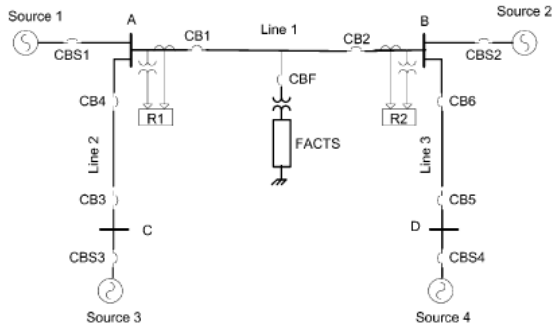 Source 1
A
Line 1
B
Source 2
CBS1
CB1
CB2
CBS2
CB4
CBF
CB6
R1
R2
Line 2
FACTS
Line 3
CB3
CB5
C
D
CBS3
CBS4
Source 3
Source 4